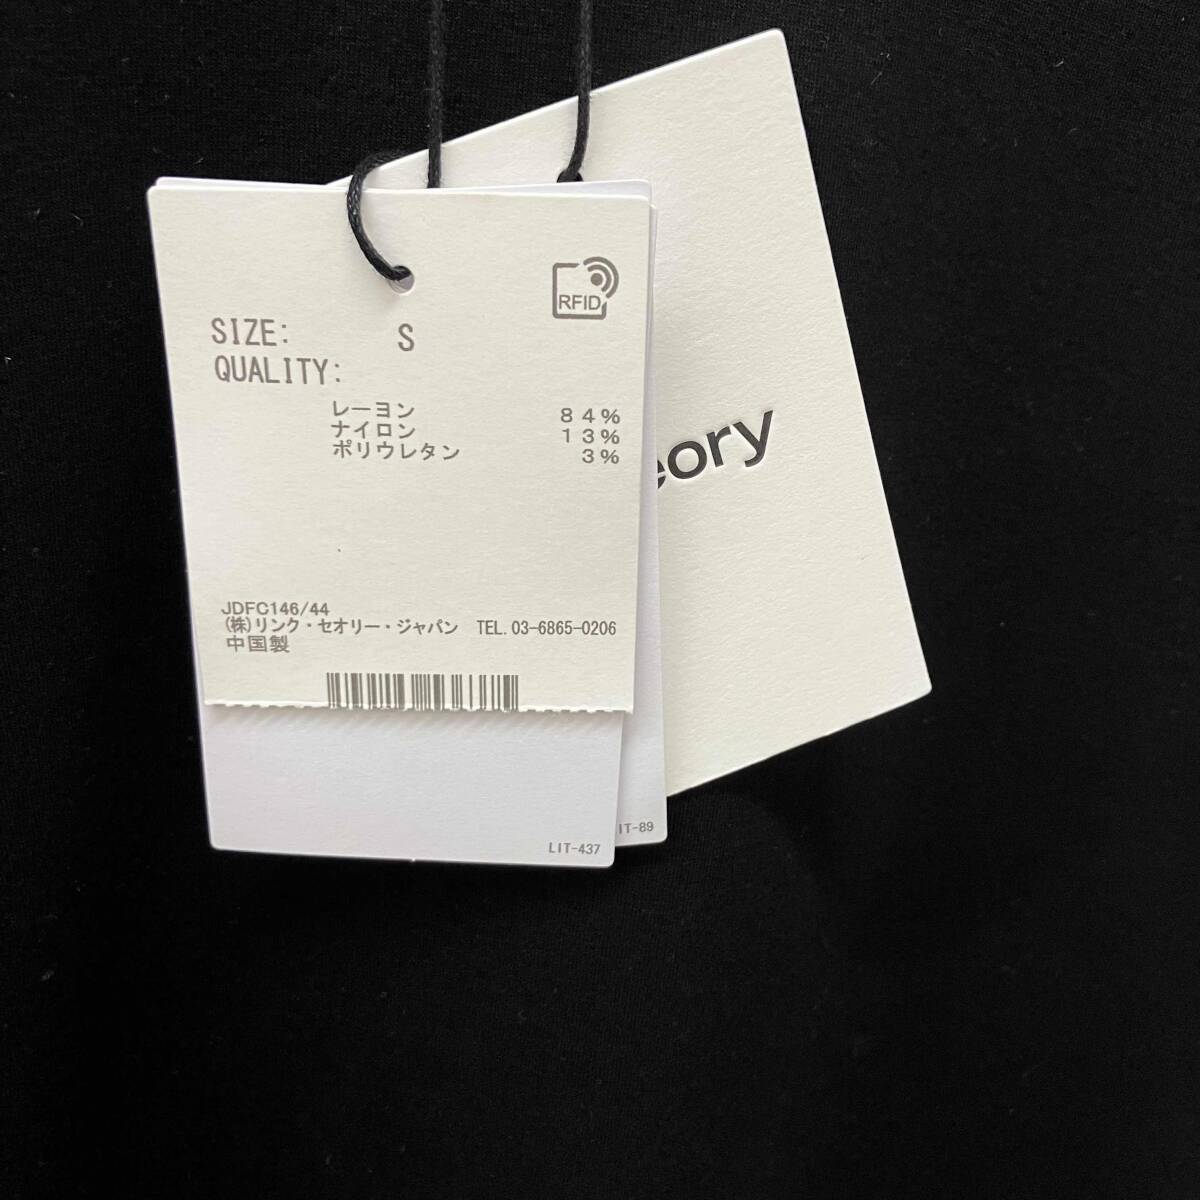 RFID
SIZE: S
QUALITY:
レーヨン 84%
ナイロン 13%
ポリウレタン 3%
JDFC146/44
(株)リンク・セオリー・ジャパン TEL.03-6865-0206
中国製
eory
IT-89
LIT-437